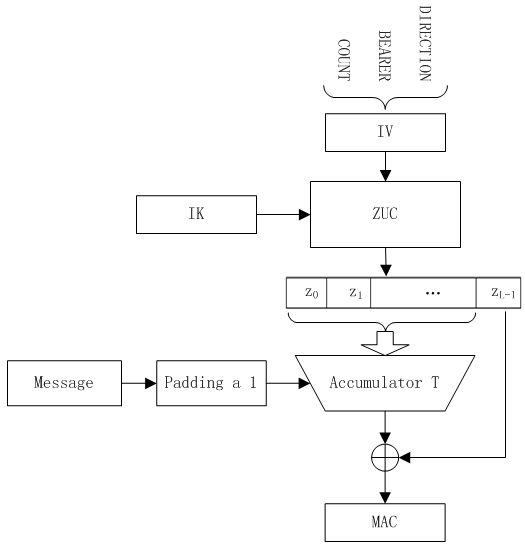 COUNT
BEARER
DIRECTION
IV
IK
ZUC
z0 z1 … zL-1
Message
Padding a 1
Accumulator T
MAC